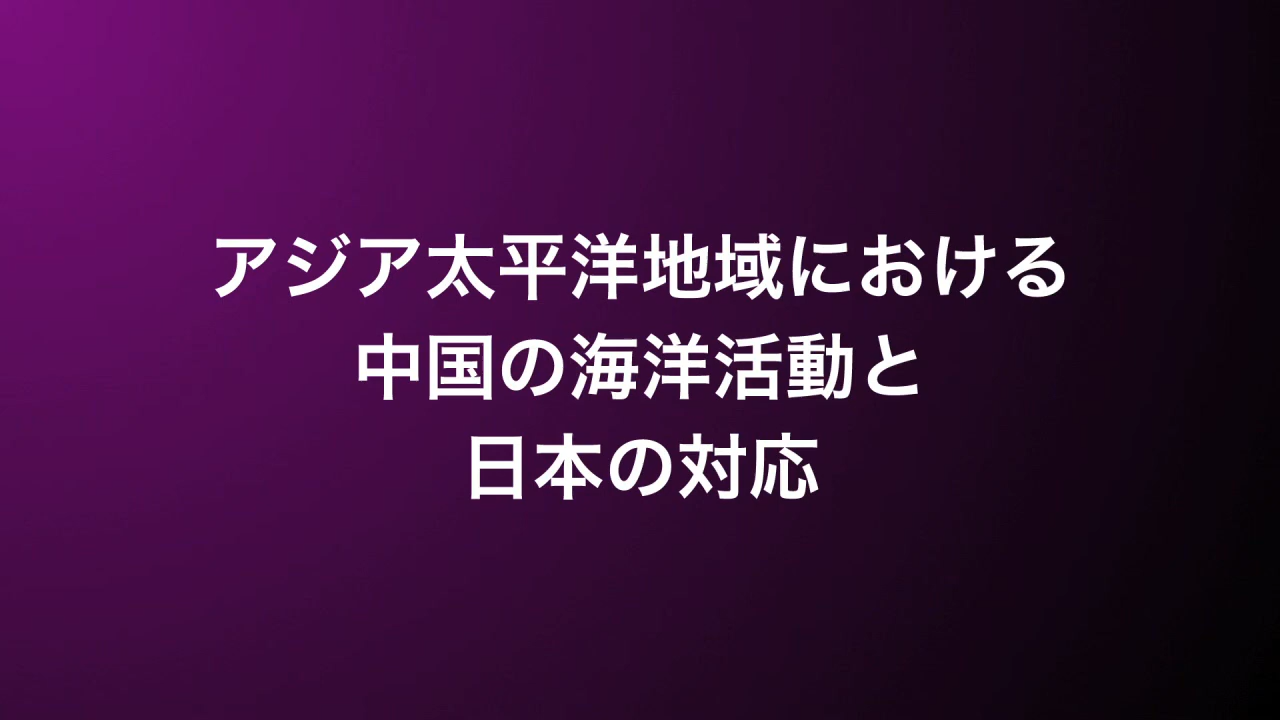 アジア太平洋地域における
中国の海洋活動と
日本の対応